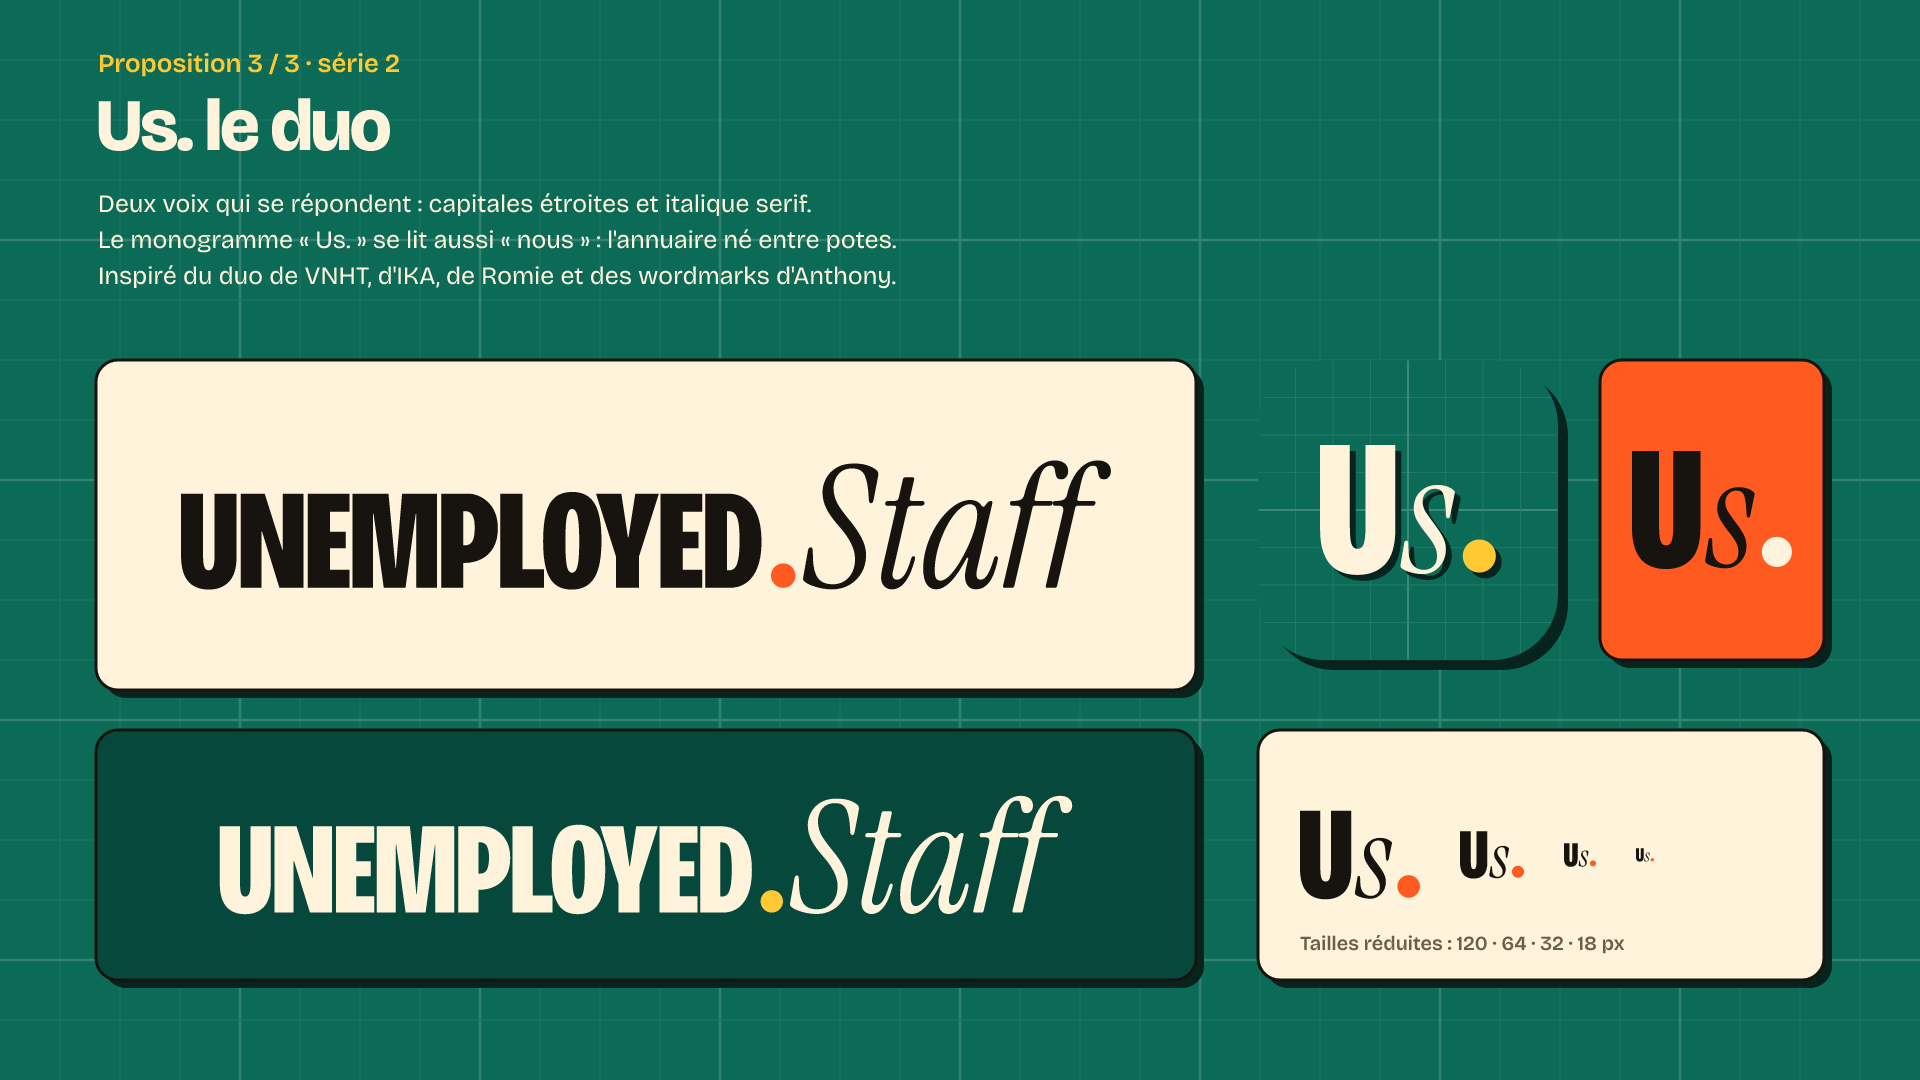 Proposition 3 / 3 · série 2
Us. le duo
Deux voix qui se répondent : capitales étroites et italique serif.
Le monogramme « Us. » se lit aussi « nous » : l'annuaire né entre potes.
Inspiré du duo de VNHT, d'IKA, de Romie et des wordmarks d'Anthony.
UNEMPLOYED.Staff
Us.
Us.
UNEMPLOYED.Staff
Us. Us. Us. Us.
Tailles réduites : 120 · 64 · 32 · 18 px